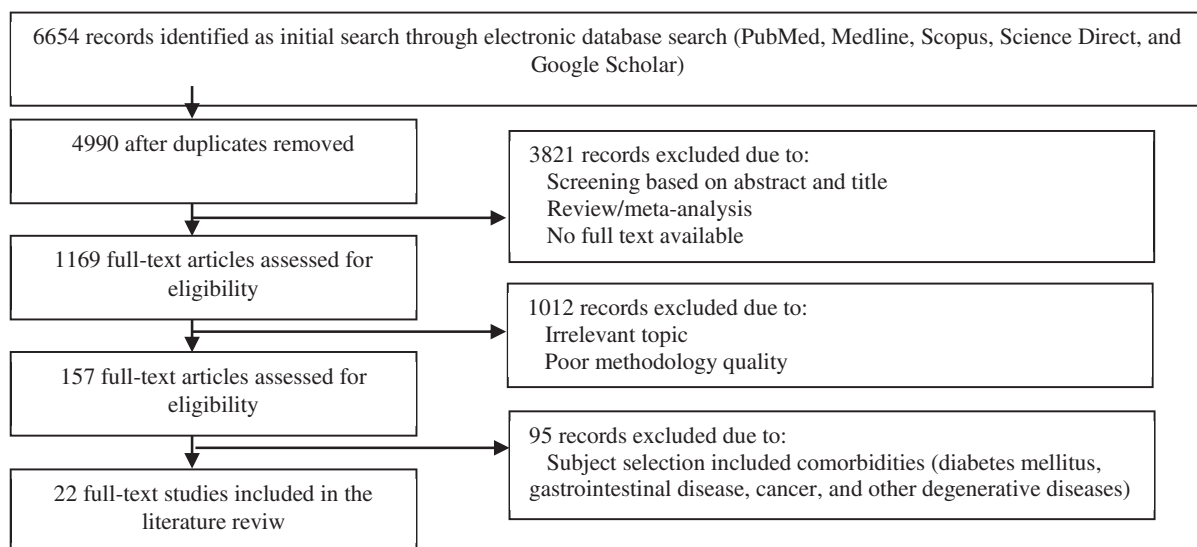 6654 records identified as initial search through electronic database search (PubMed, Medline, Scopus, Science Direct, and
Google Scholar)
4990 after duplicates removed
3821 records excluded due to:
Screening based on abstract and title
Review/meta-analysis
No full text available
1169 full-text articles assessed for
eligibility
1012 records excluded due to:
Irrelevant topic
Poor methodology quality
157 full-text articles assessed for
eligibility
95 records excluded due to:
Subject selection included comorbidities (diabetes mellitus,
gastrointestinal disease, cancer, and other degenerative diseases)
22 full-text studies included in the
literature reviw